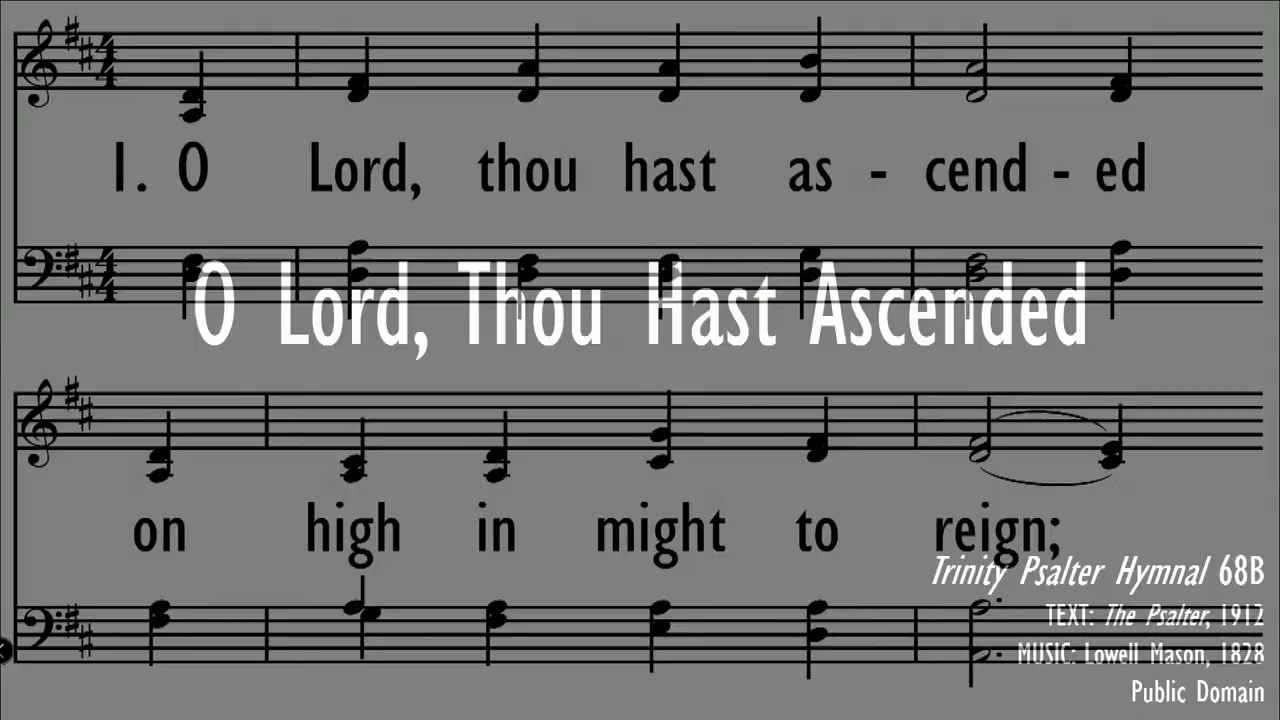 1. O Lord, thou hast as - cend - ed
O Lord, Thou Hast Ascended
on high in might to reign;
Trinity Psalter Hymnal 68B
TEXT: The Psalter, 1912
MUSIC: Lowell Mason, 1828
Public Domain